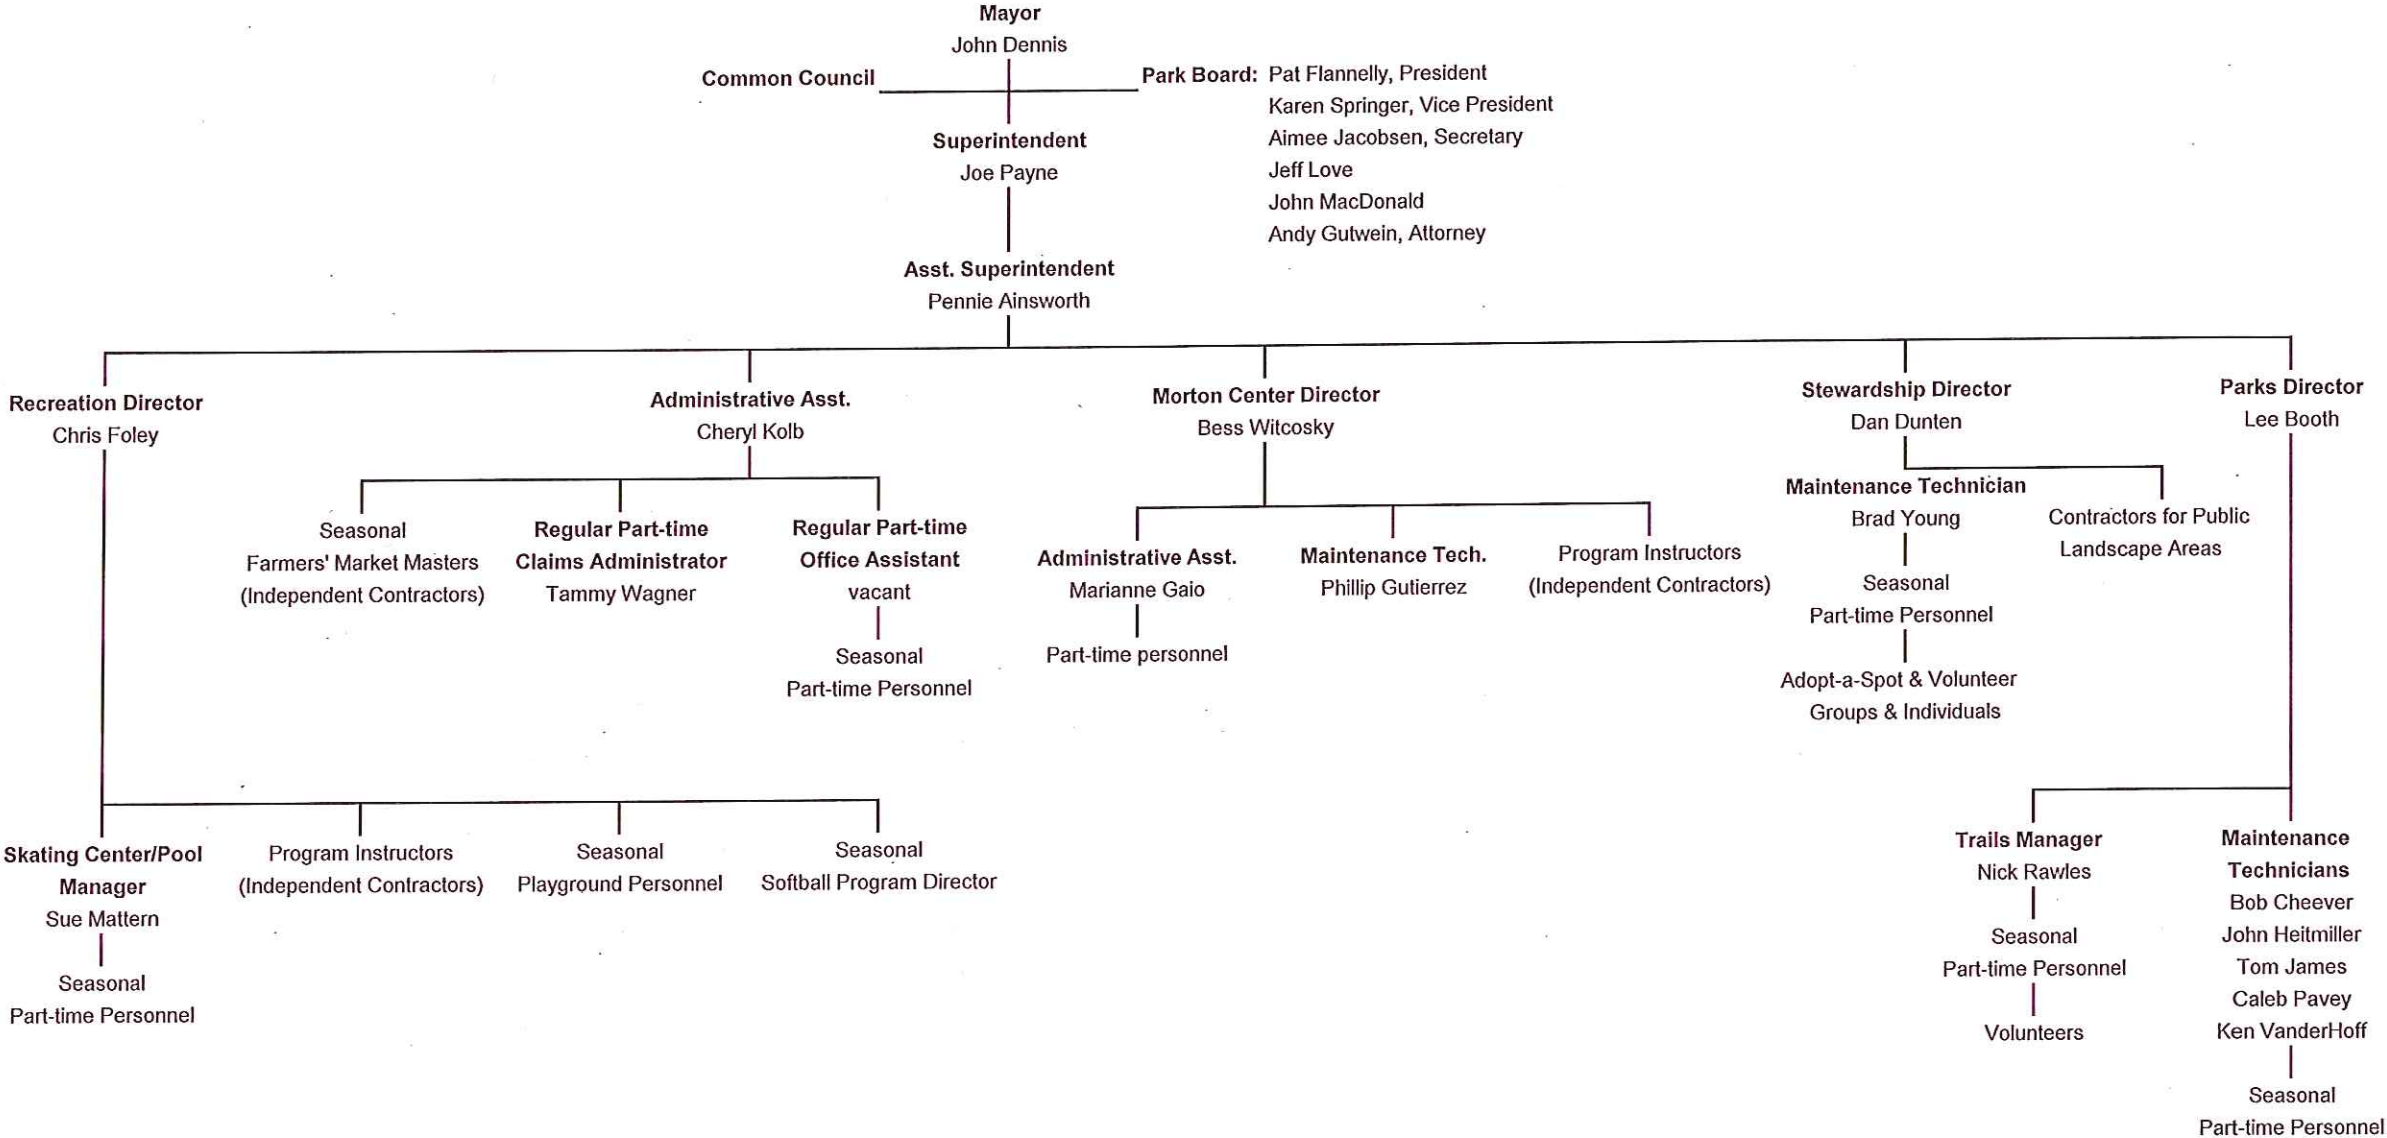 Mayor
John Dennis
Common Council
Park Board: Pat Flannelly, President
Karen Springer, Vice President
Aimee Jacobsen, Secretary
Jeff Love
John MacDonald
Andy Gutwein, Attorney
Superintendent
Joe Payne
Asst. Superintendent
Pennie Ainsworth
Recreation Director
Chris Foley
Administrative Asst.
Cheryl Kolb
Morton Center Director
Bess Witcosky
Stewardship Director
Dan Dunten
Parks Director
Lee Booth
Seasonal
Farmers' Market Masters
(Independent Contractors)
Regular Part-time
Claims Administrator
Tammy Wagner
Regular Part-time
Office Assistant
vacant
Seasonal
Part-time Personnel
Administrative Asst.
Marianne Gaio
Part-time personnel
Maintenance Tech.
Phillip Gutierrez
Program Instructors
(Independent Contractors)
Maintenance Technician
Brad Young
Seasonal
Part-time Personnel
Adopt-a-Spot & Volunteer
Groups & Individuals
Contractors for Public
Landscape Areas
Skating Center/Pool
Manager
Sue Mattern
Seasonal
Part-time Personnel
Program Instructors
(Independent Contractors)
Seasonal
Playground Personnel
Seasonal
Softball Program Director
Trails Manager
Nick Rawles
Seasonal
Part-time Personnel
Volunteers
Maintenance
Technicians
Bob Cheever
John Heitmiller
Tom James
Caleb Pavey
Ken VanderHoff
Seasonal
Part-time Personnel